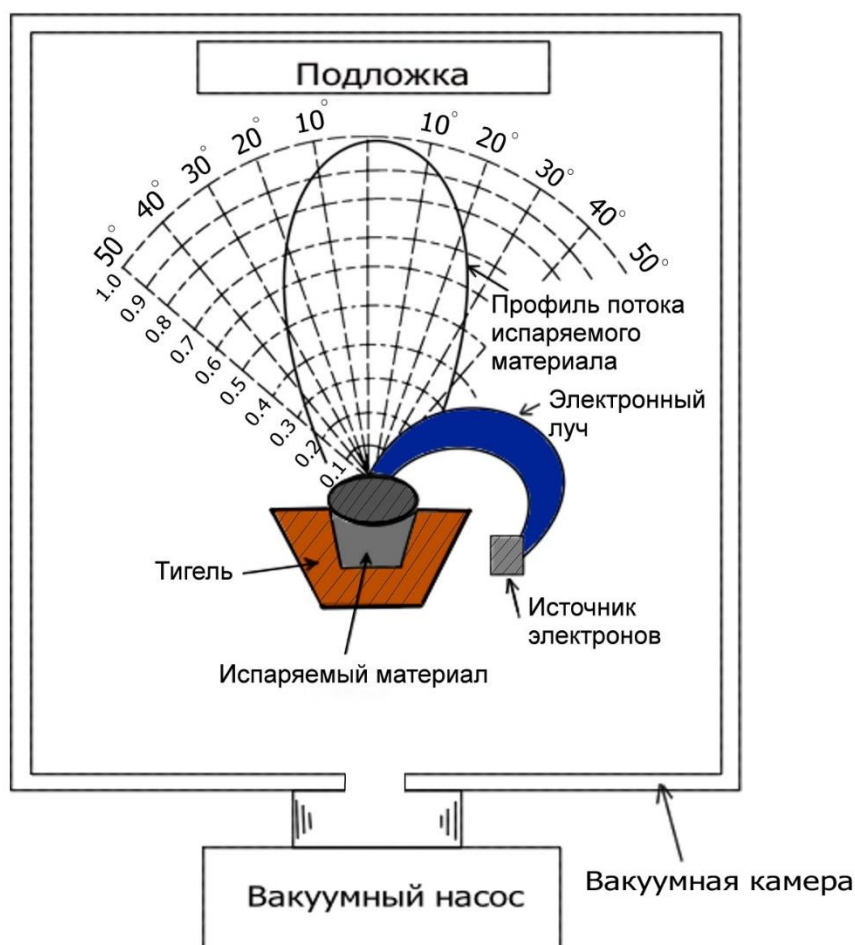 Подложка
50° 40° 30° 20° 10° 10° 20° 30° 40° 50°
1.0
0.9
0.8
0.7
0.6
0.5
0.4
0.3
0.2
0.1
Профиль потока
испаряемого
материала
Электронный
луч
Тигель
Источник
электронов
Испаряемый материал
Вакуумный насос
Вакуумная камера